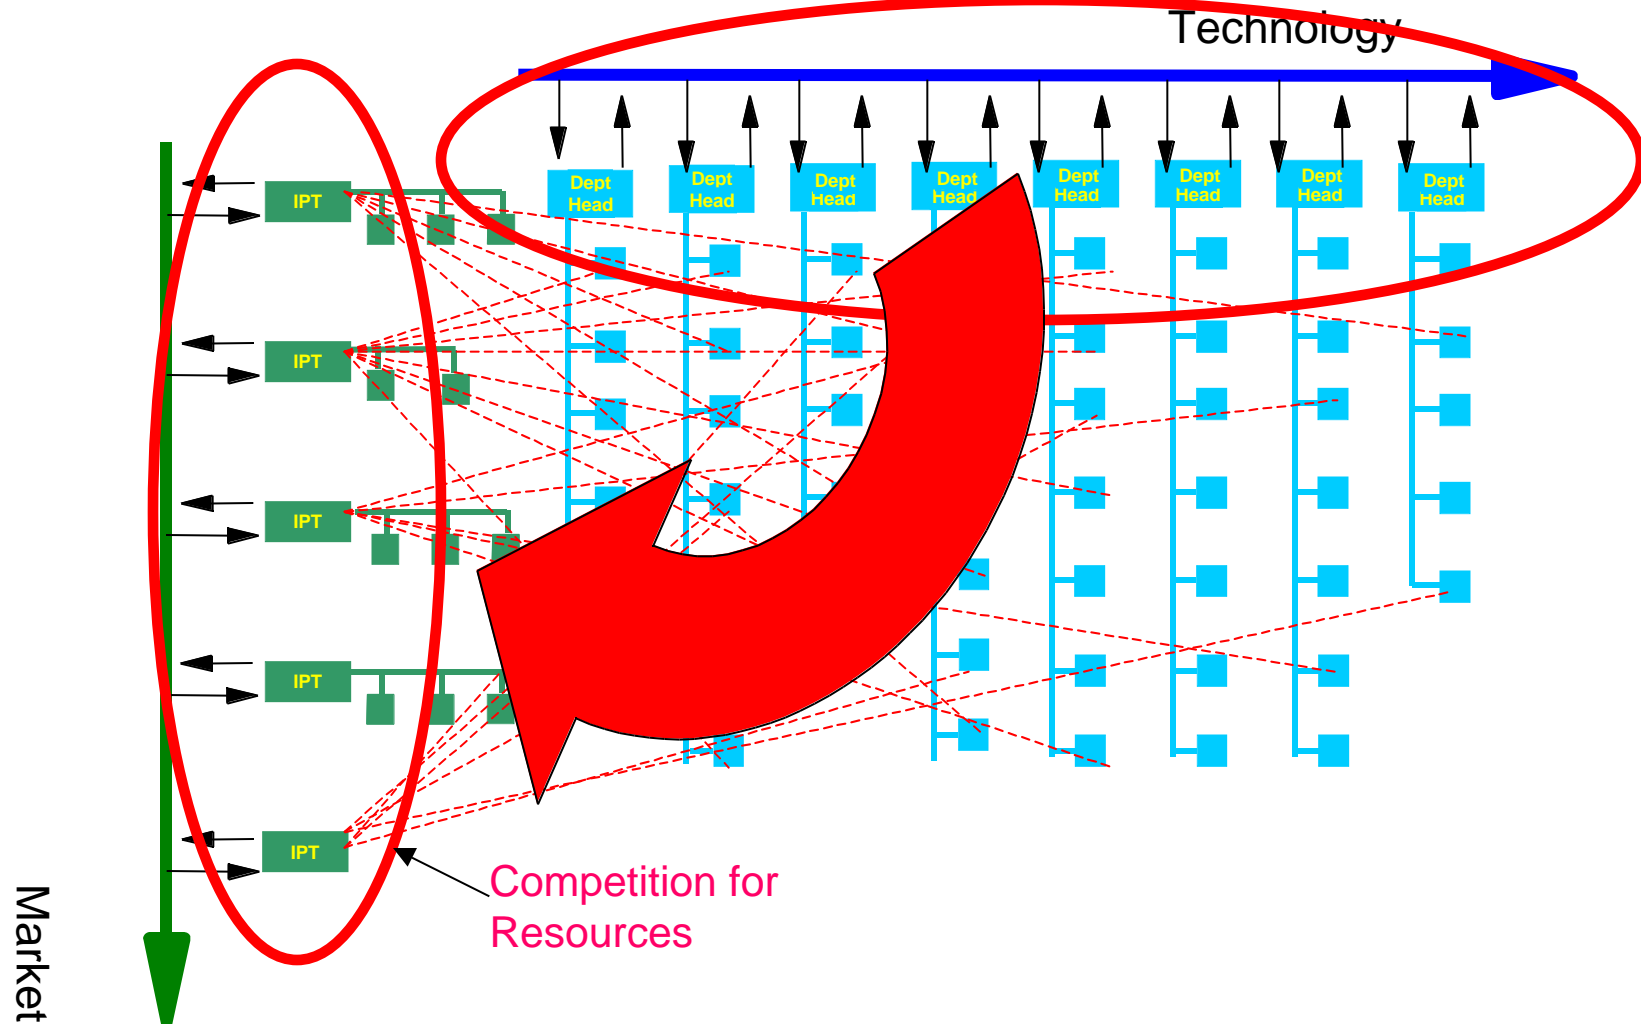 Technology
Dept
Head
Dept
Head
Dept
Head
Dept
Head
Dept
Head
Dept
Head
Dept
Head
Dept
Head
IPT
IPT
IPT
IPT
IPT
Competition for
Resources
Market